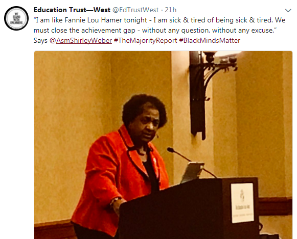 Education Trust—West @EdTrustWest · 21h
"I am like Fannie Lou Hamer tonight - I am sick & tired of being sick & tired. We
must close the achievement gap - without any question, without any excuse."
Says @AsmShirleyWeber #TheMajorityReport #BlackMindsMatter